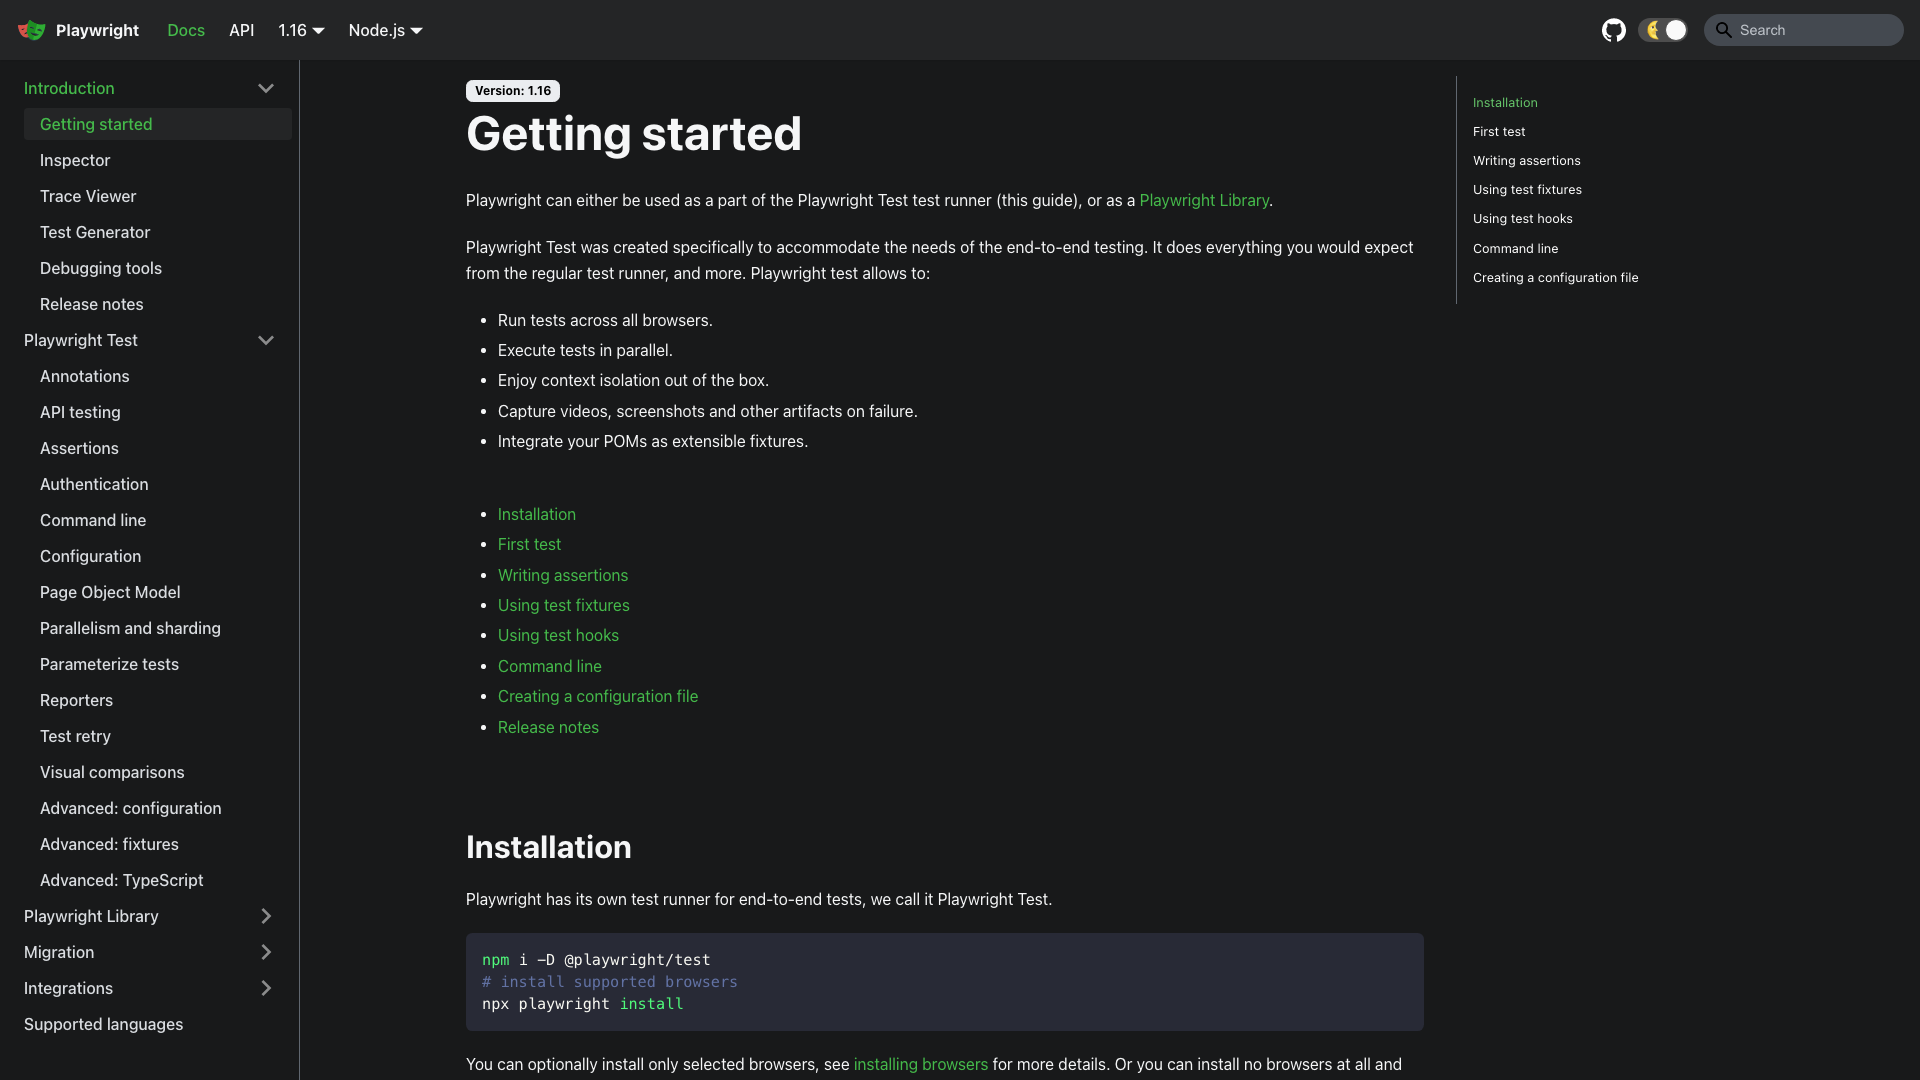 Playwright
Docs
API
1.16
Node.js
Search
Introduction
Getting started
Inspector
Trace Viewer
Test Generator
Debugging tools
Release notes
Playwright Test
Annotations
API testing
Assertions
Authentication
Command line
Configuration
Page Object Model
Parallelism and sharding
Parameterize tests
Reporters
Test retry
Visual comparisons
Advanced: configuration
Advanced: fixtures
Advanced: TypeScript
Playwright Library
Migration
Integrations
Supported languages
Version: 1.16
Getting started
Playwright can either be used as a part of the Playwright Test test runner (this guide), or as a Playwright Library.
Playwright Test was created specifically to accommodate the needs of the end-to-end testing. It does everything you would expect
from the regular test runner, and more. Playwright test allows to:
Run tests across all browsers.
Execute tests in parallel.
Enjoy context isolation out of the box.
Capture videos, screenshots and other artifacts on failure.
Integrate your POMs as extensible fixtures.
Installation
First test
Writing assertions
Using test fixtures
Using test hooks
Command line
Creating a configuration file
Release notes
Installation
Playwright has its own test runner for end-to-end tests, we call it Playwright Test.
npm i -D @playwright/test
# install supported browsers
npx playwright install
You can optionally install only selected browsers, see installing browsers for more details. Or you can install no browsers at all and
Installation
First test
Writing assertions
Using test fixtures
Using test hooks
Command line
Creating a configuration file